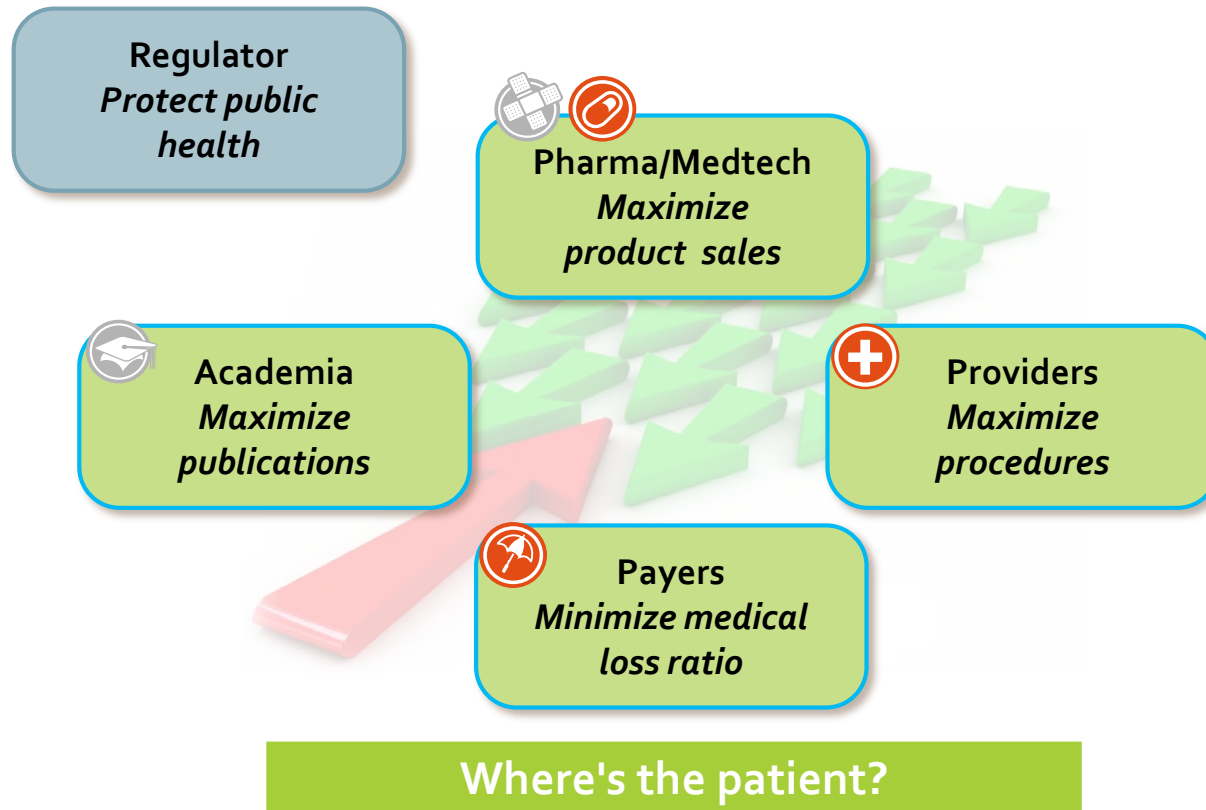 Regulator
Protect public
health
Pharma/Medtech
Maximize
product sales
Academia
Maximize
publications
Providers
Maximize
procedures
Payers
Minimize medical
loss ratio
Where's the patient?